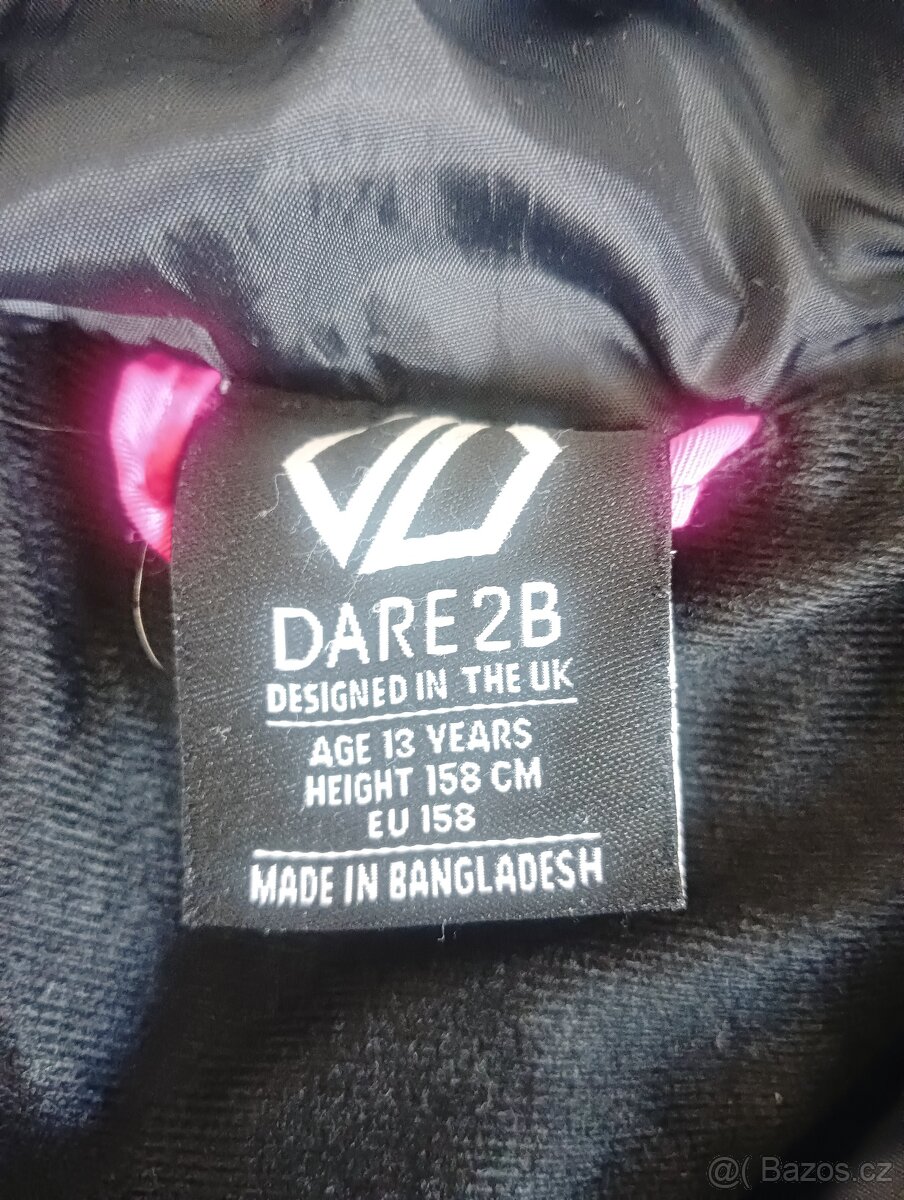 DARE 2B
DESIGNED IN THE UK
AGE 13 YEARS
HEIGHT 158 CM
EU 158
MADE IN BANGLADESH
@( Bazos.cz